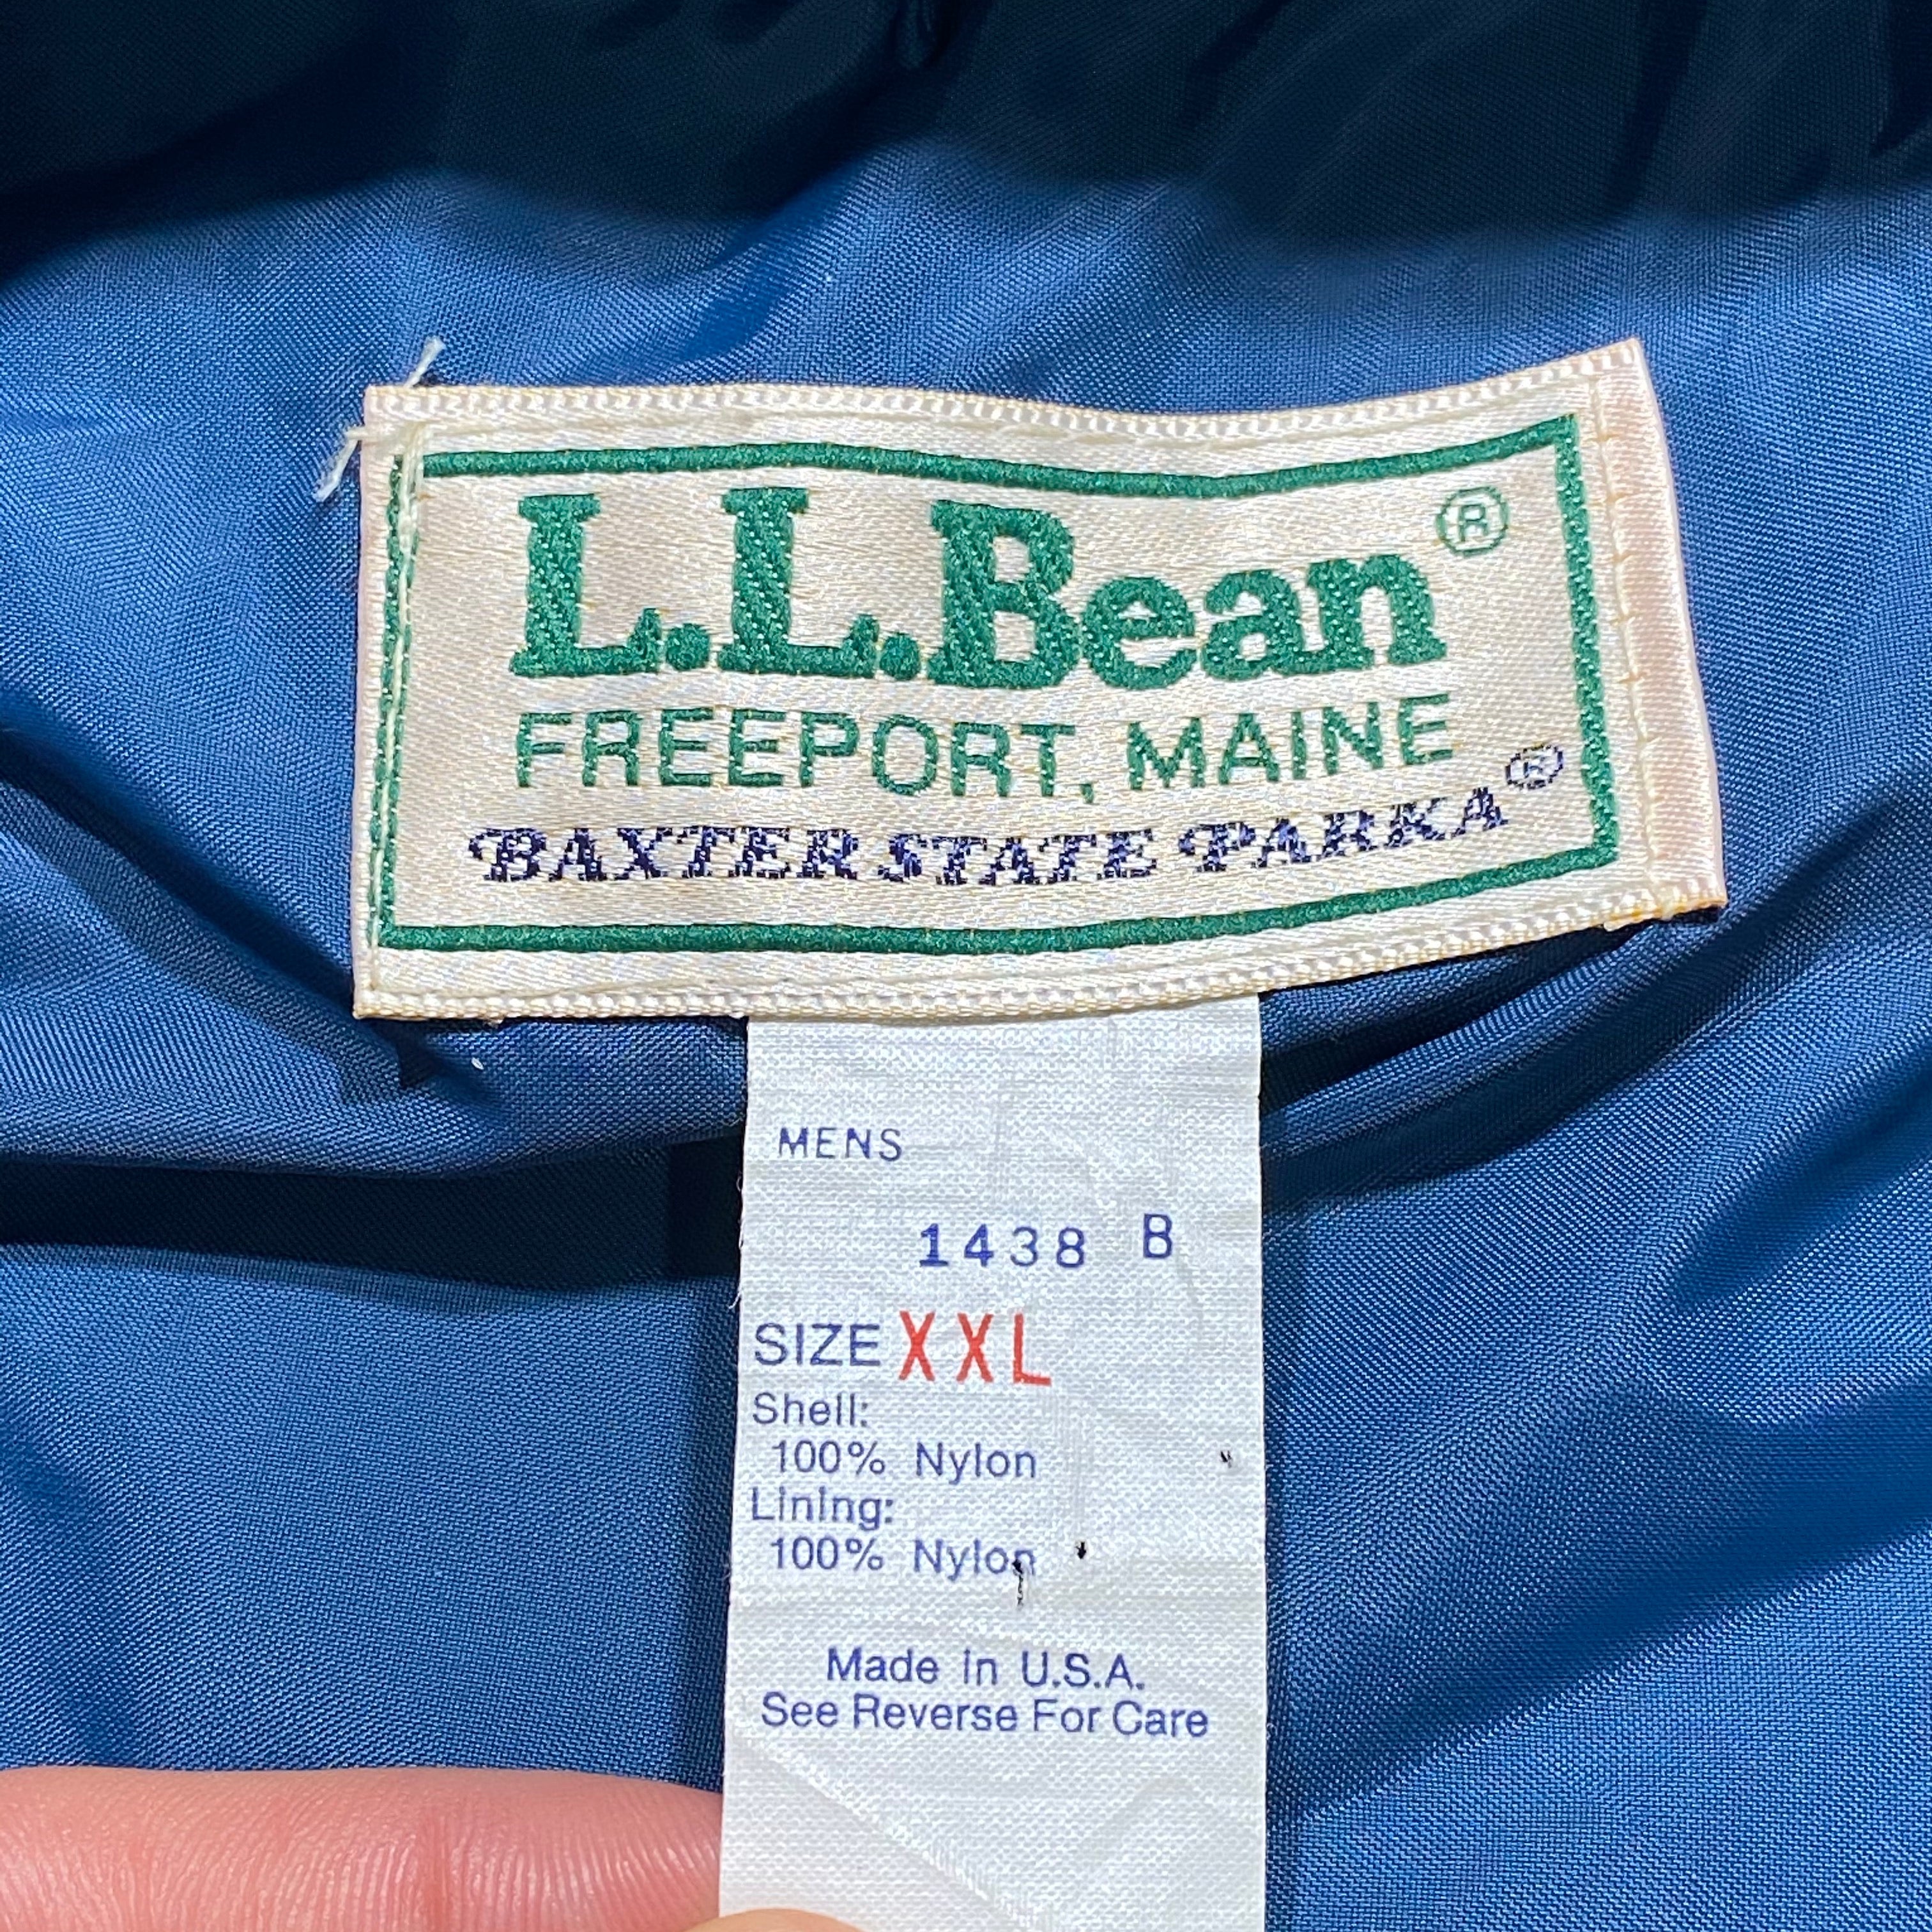 L.L.Bean®
FREEPORT, MAINE
BAXTER STATE PARKA®
MENS
1438 B
SIZE XXL
Shell:
100% Nylon
Lining:
100% Nylon
Made in U.S.A.
See Reverse For Care